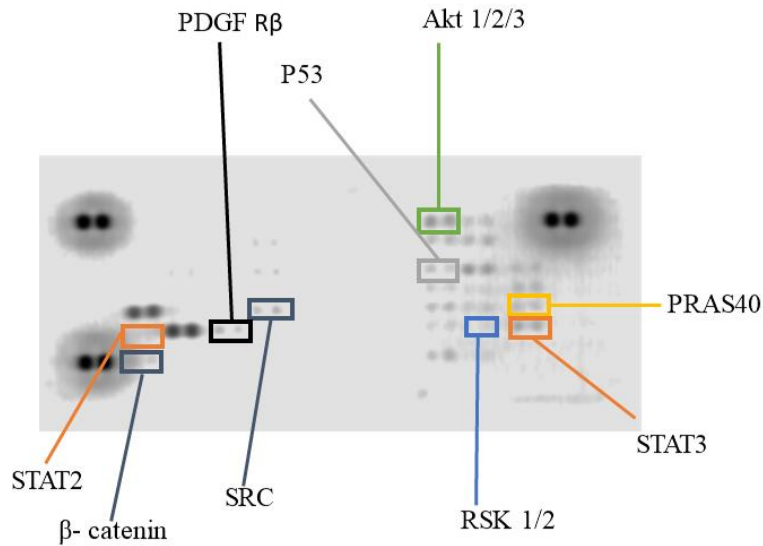 PDGF Rβ
Akt 1/2/3
P53
PRAS40
STAT3
STAT2
SRC
RSK 1/2
β- catenin